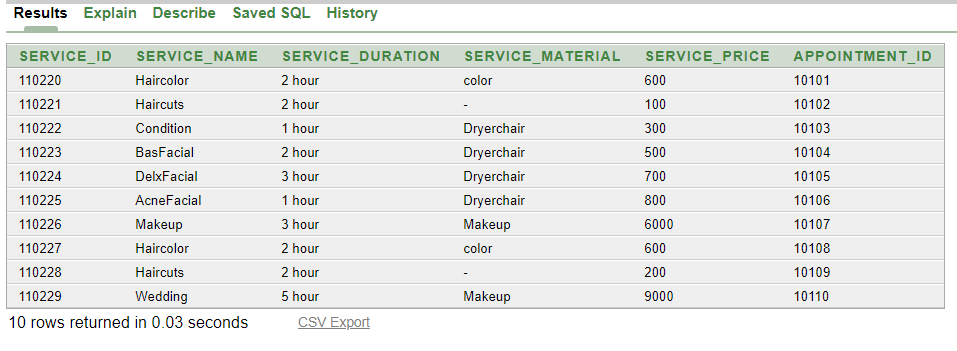 Results Explain Describe Saved SQL History
SERVICE_ID SERVICE_NAME SERVICE_DURATION SERVICE_MATERIAL SERVICE_PRICE APPOINTMENT_ID
110220 Haircolor 2 hour color 600 10101
110221 Haircuts 2 hour - 100 10102
110222 Condition 1 hour Dryerchair 300 10103
110223 BasFacial 2 hour Dryerchair 500 10104
110224 DelxFacial 3 hour Dryerchair 700 10105
110225 AcneFacial 1 hour Dryerchair 800 10106
110226 Makeup 3 hour Makeup 6000 10107
110227 Haircolor 2 hour color 600 10108
110228 Haircuts 2 hour - 200 10109
110229 Wedding 5 hour Makeup 9000 10110
10 rows returned in 0.03 seconds CSV Export